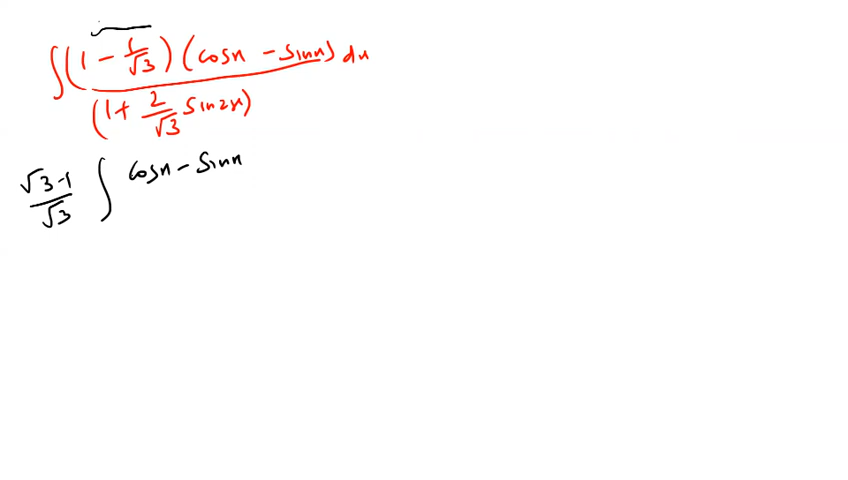 ∫ (1 - 1/√3) (cosx - sinx) dx
(1 + 2/√3 sin2x)
√3-1/√3 ∫ cosx - sinx